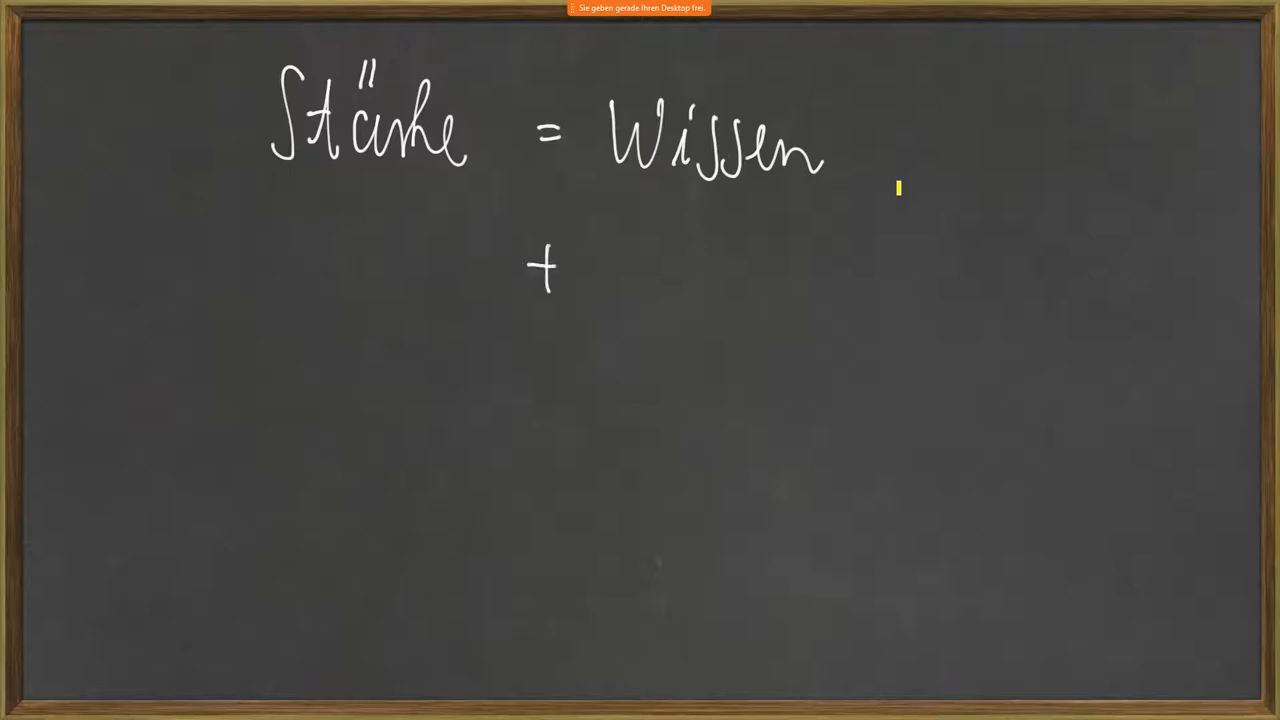 Sie geben gerade Ihren Desktop frei.
Stärke = Wissen
+